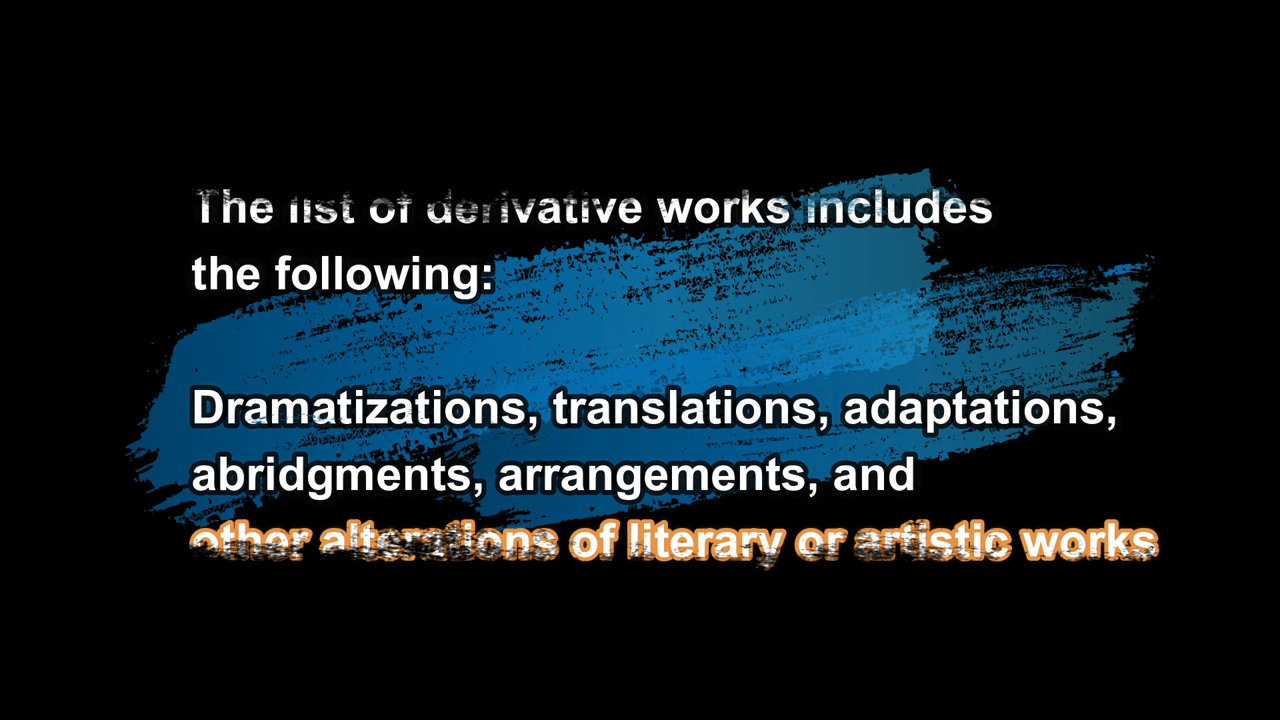 The list of derivative works includes
the following:
Dramatizations, translations, adaptations,
abridgments, arrangements, and
other alterations of literary or artistic works